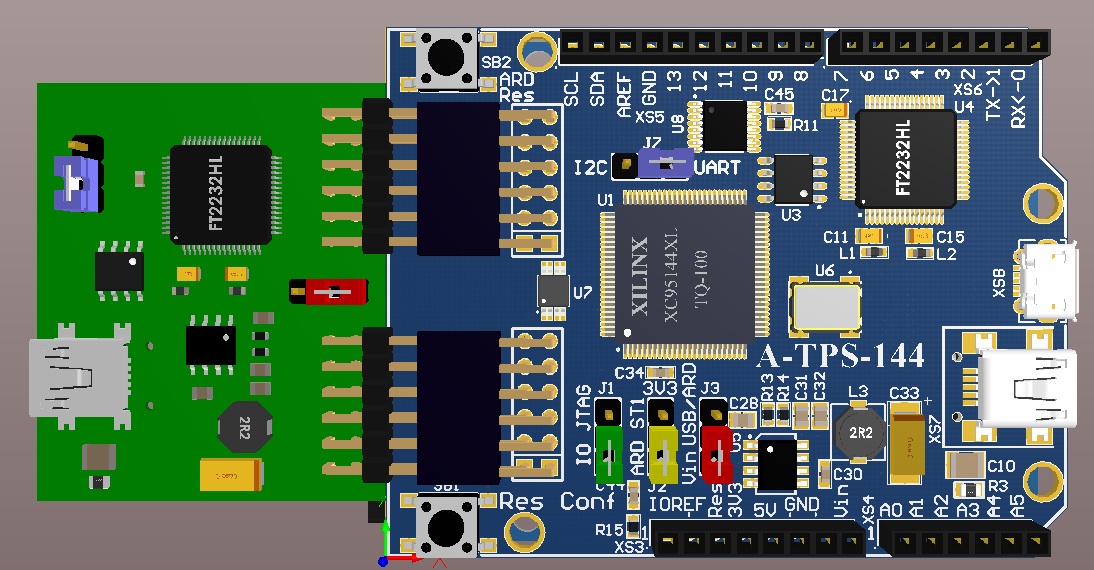 SB2
ARD
Res
SCL
SDA
AREF
GND
13
12
11
10
9
8
7
6
5
4
3
2
TX->1
RX<-0
XS5
XS6
U8
C45
R11
C17
U4
FT2232HL
FT2232HL
I2C
J7
UART
U3
U1
XILINX
XC95144XL
TQ-100
C11
C15
L1
L2
XSB
U7
U6
A-TPS-144
C34
JTAG
J1
3V3
ST1
USB/ARD
J3
C28
R13
R14
C31
C32
L3
C33
+
2R2
2R2
XS7
IO
ARD
Vin
U5
C30
C10
R3
J2
Res
Conf
IOREF
Res
3V3
5V
GND
Vin
XS4
1
A0
A1
A2
A3
A4
A5
R15
XS3
1